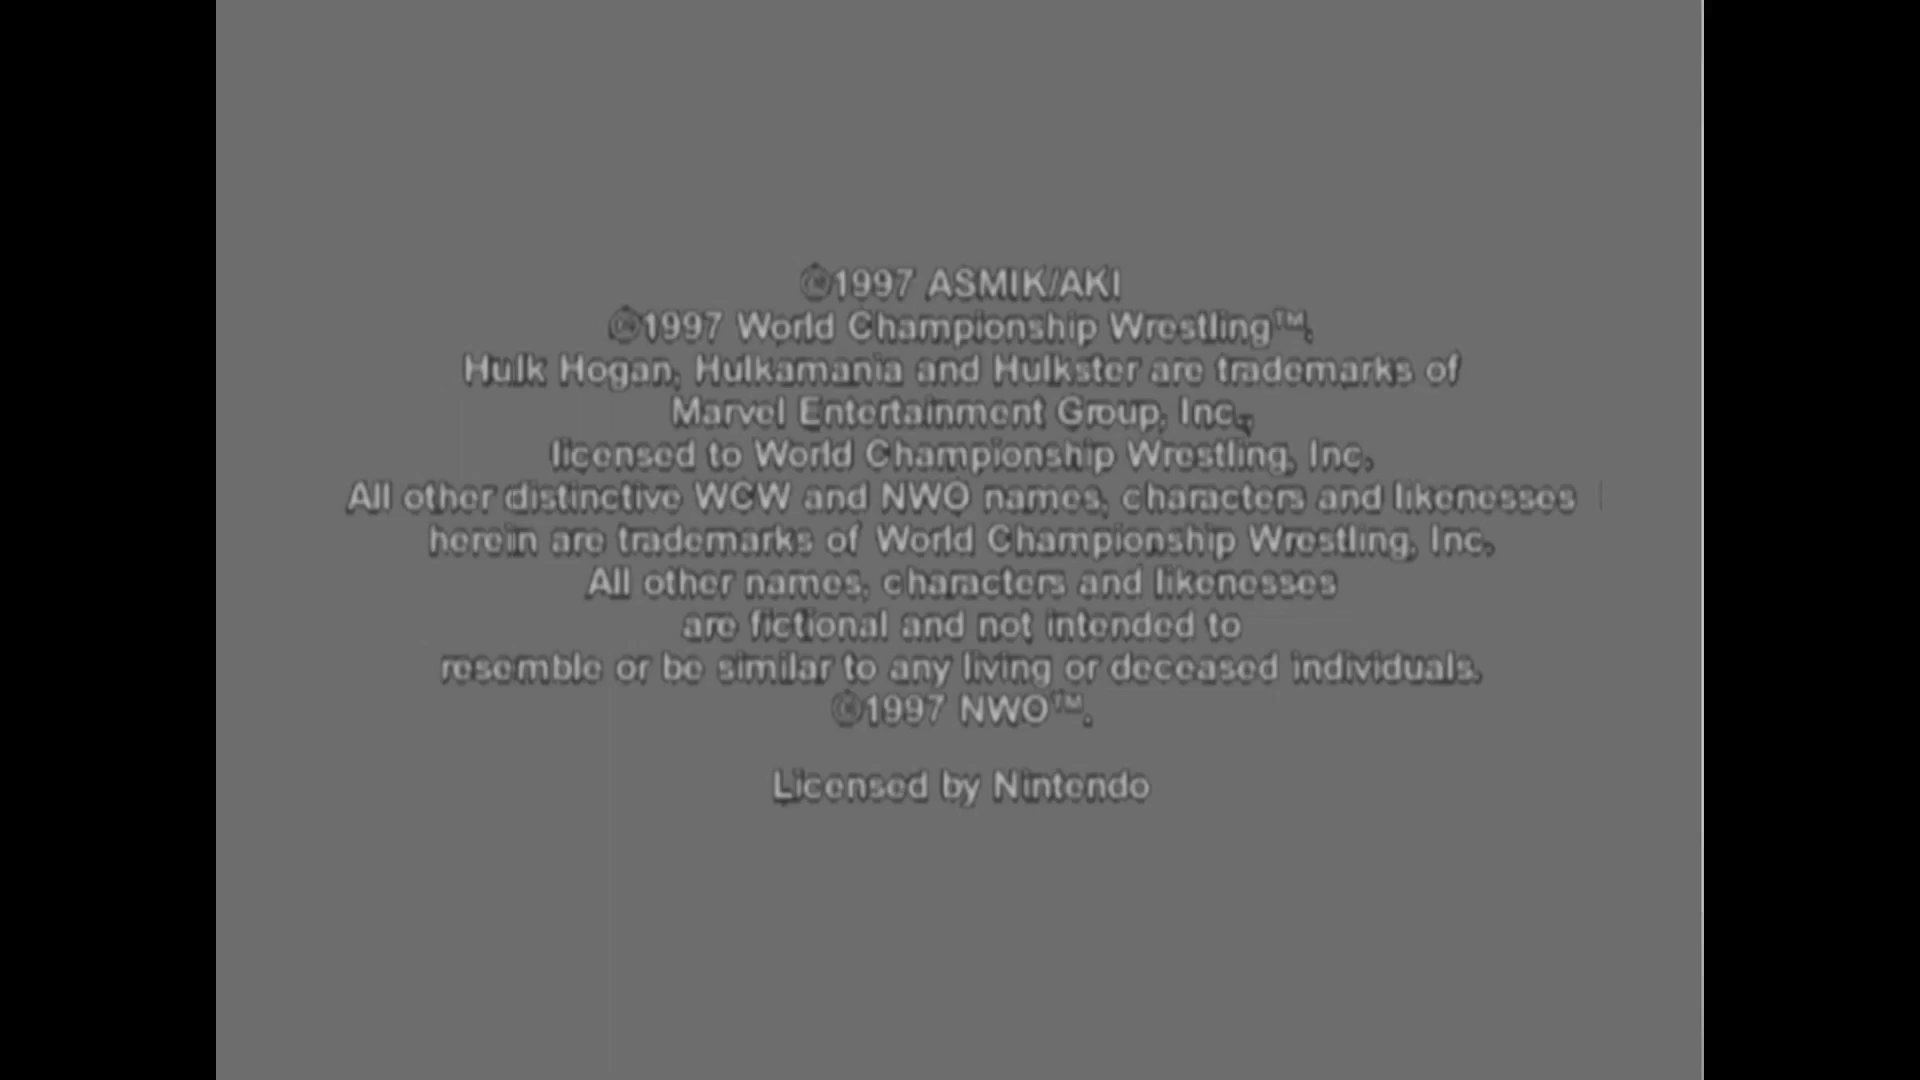 ©1997 ASMIK/AKI
©1997 World Championship Wrestling™.
Hulk Hogan, Hulkamania and Hulkster are trademarks of
Marvel Entertainment Group, Inc.,
licensed to World Championship Wrestling, Inc.
All other distinctive WCW and NWO names, characters and likenesses
herein are trademarks of World Championship Wrestling, Inc.
All other names, characters and likenesses
are fictional and not intended to
resemble or be similar to any living or deceased individuals.
©1997 NWO™.
Licensed by Nintendo